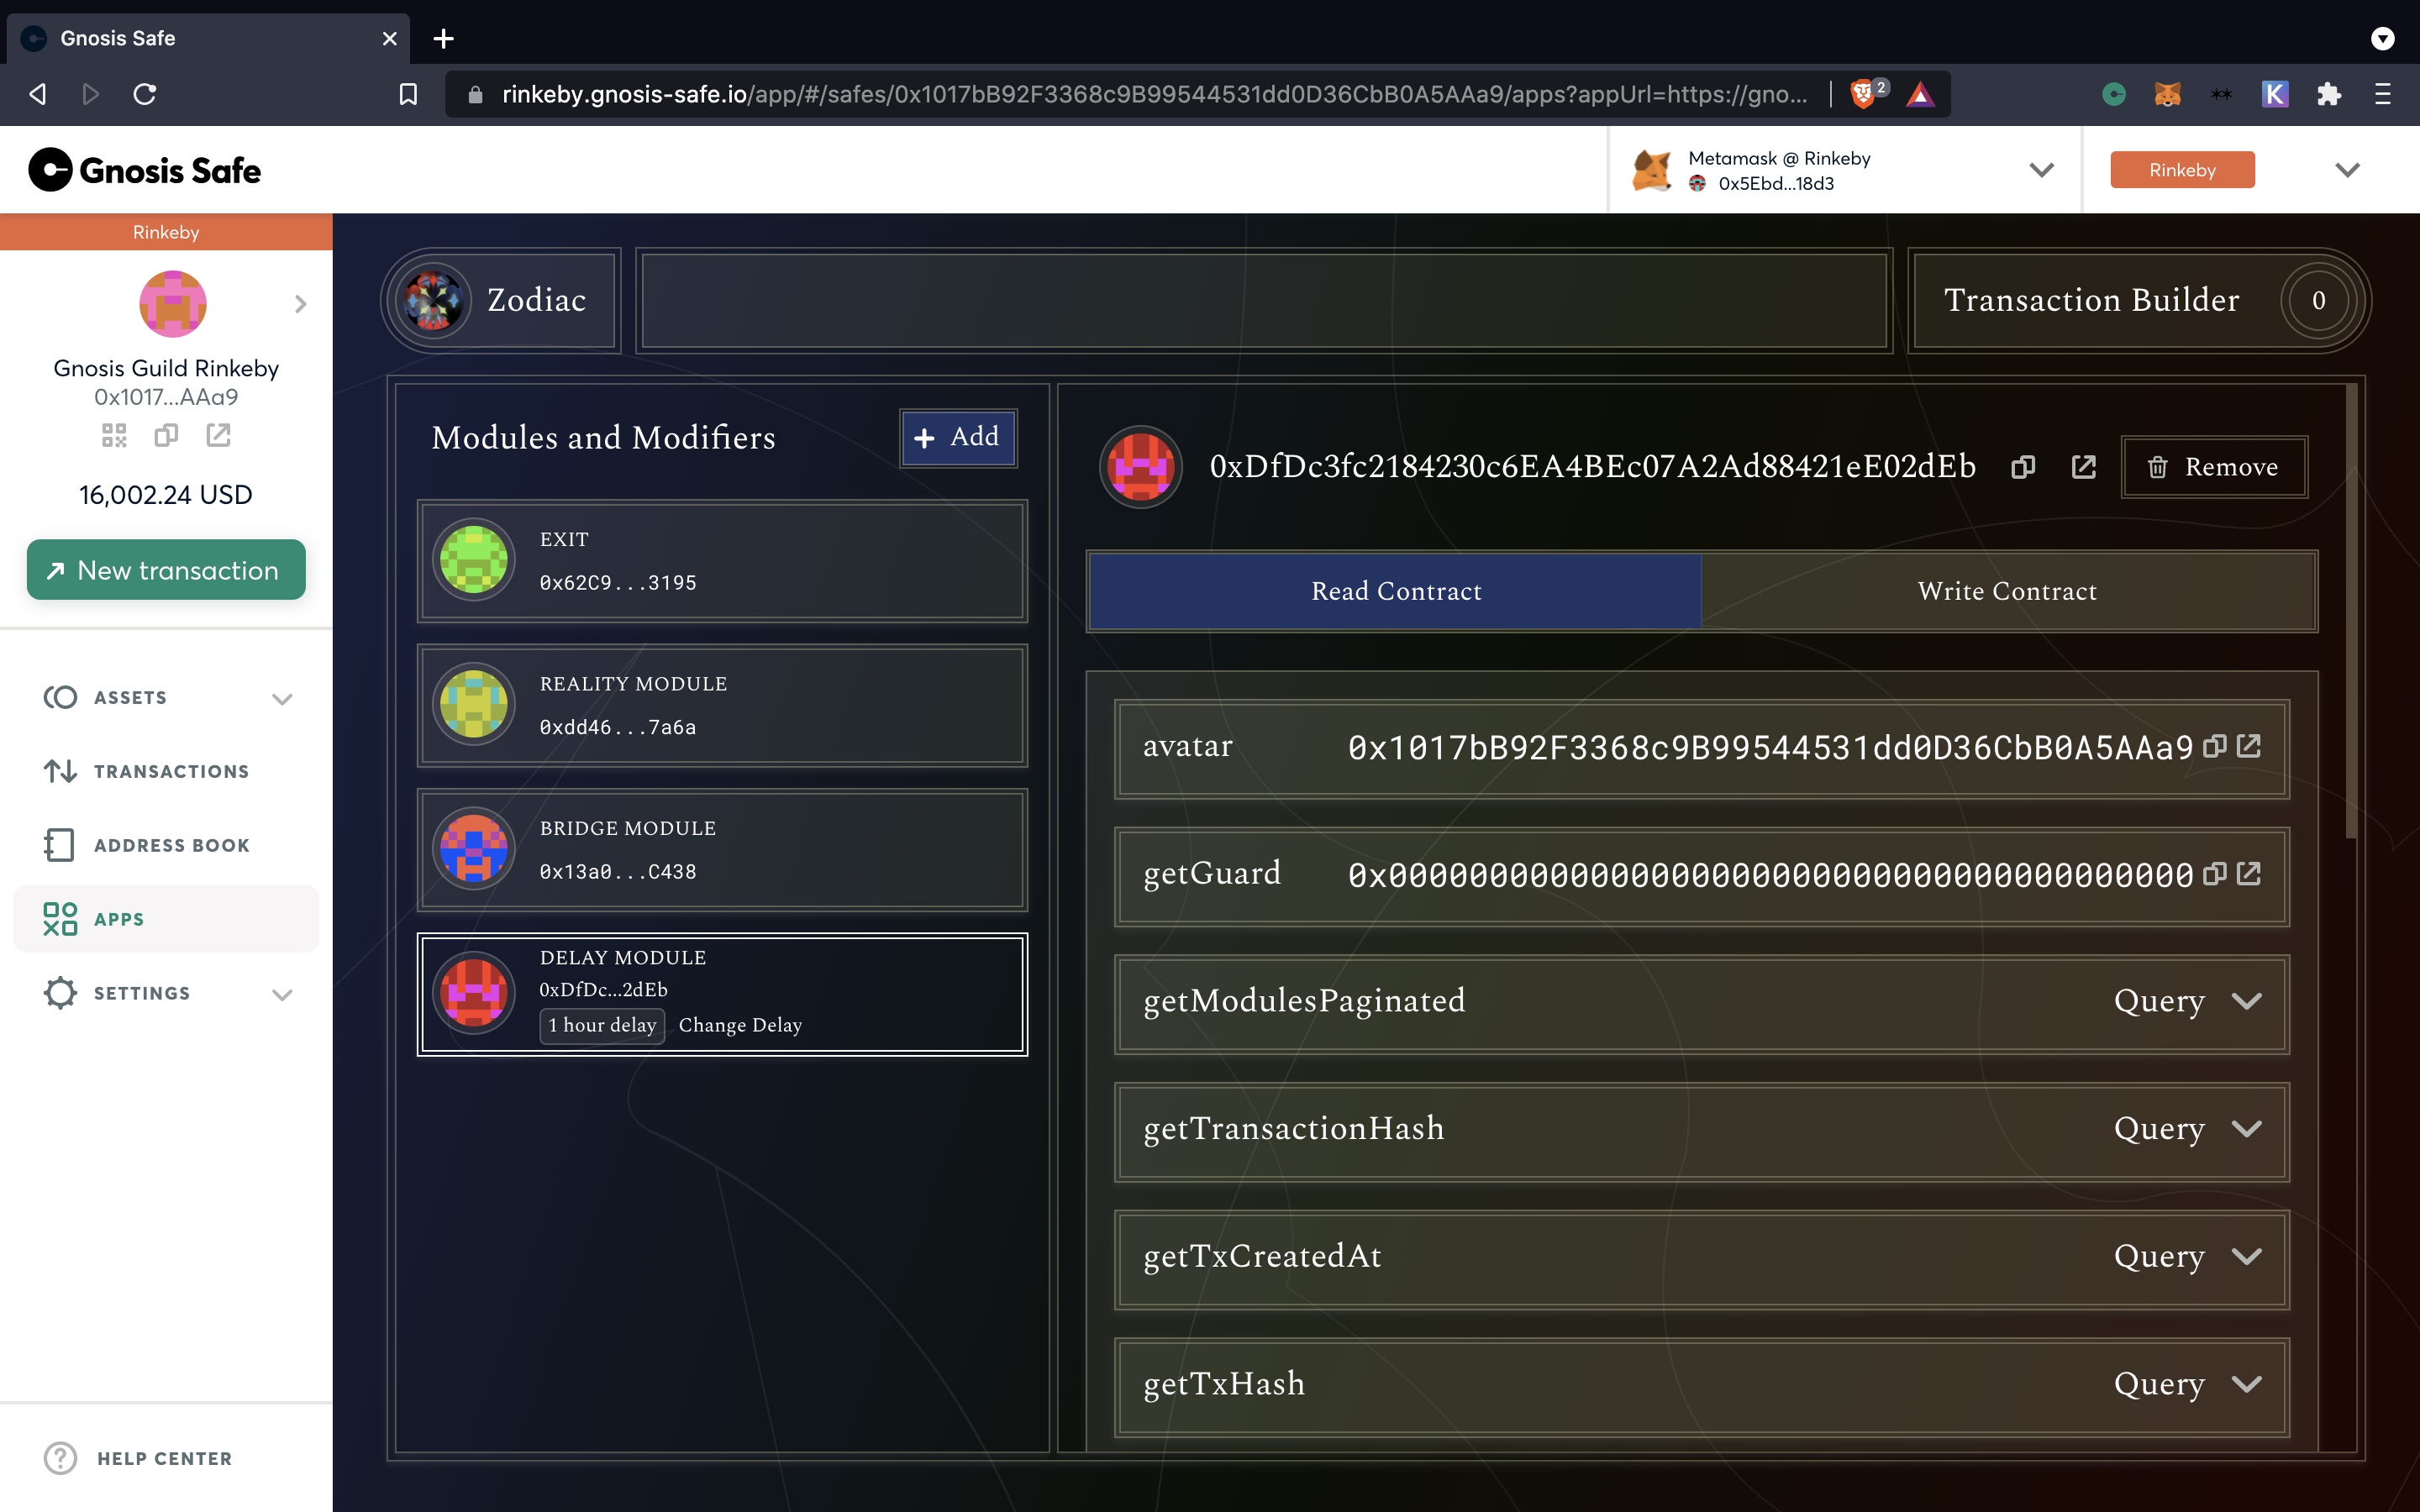 Gnosis Safe
rinkeby.gnosis-safe.io/app/#/safes/0x1017bB92F3368c9B99544531dd0D36CbB0A5AAa9/apps?appUrl=https://gno...
2
K
Gnosis Safe
Metamask @ Rinkeby
0x5Ebd...18d3
Rinkeby
Rinkeby
Gnosis Guild Rinkeby
0x1017...AAa9
16,002.24 USD
New transaction
ASSETS
TRANSACTIONS
ADDRESS BOOK
APPS
SETTINGS
HELP CENTER
Zodiac
Transaction Builder
0
Modules and Modifiers
+ Add
EXIT
0x62C9...3195
REALITY MODULE
0xdd46...7a6a
BRIDGE MODULE
0x13a0...C438
DELAY MODULE
0xDfDc...2dEb
1 hour delay Change Delay
0xDfDc3fc2184230c6EA4BEc07A2Ad88421eE02dEb
Remove
Read Contract
Write Contract
avatar 0x1017bB92F3368c9B99544531dd0D36CbB0A5AAa9
getGuard 0x0000000000000000000000000000000000000000
getModulesPaginated Query
getTransactionHash Query
getTxCreatedAt Query
getTxHash Query